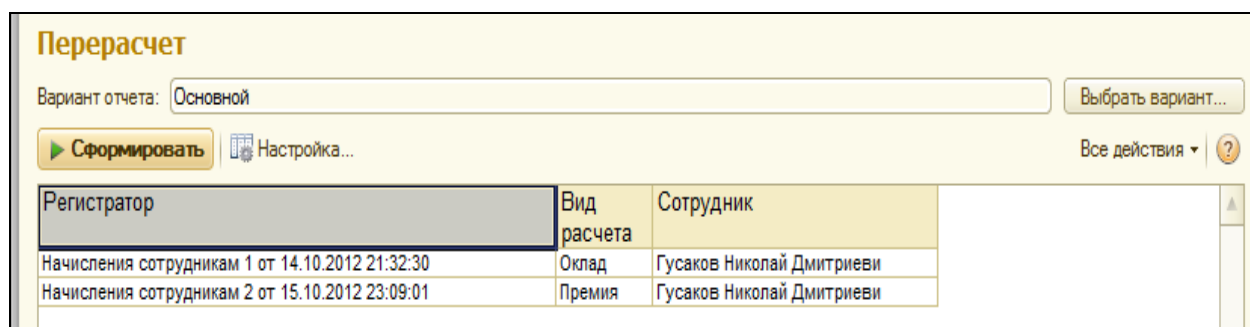 Перерасчет
Вариант отчета: Основной Выбрать вариант...
Сформировать Настройка... Все действия ?
Регистратор Вид расчета Сотрудник
Начисления сотрудникам 1 от 14.10.2012 21:32:30 Оклад Гусаков Николай Дмитриеви
Начисления сотрудникам 2 от 15.10.2012 23:09:01 Премия Гусаков Николай Дмитриеви